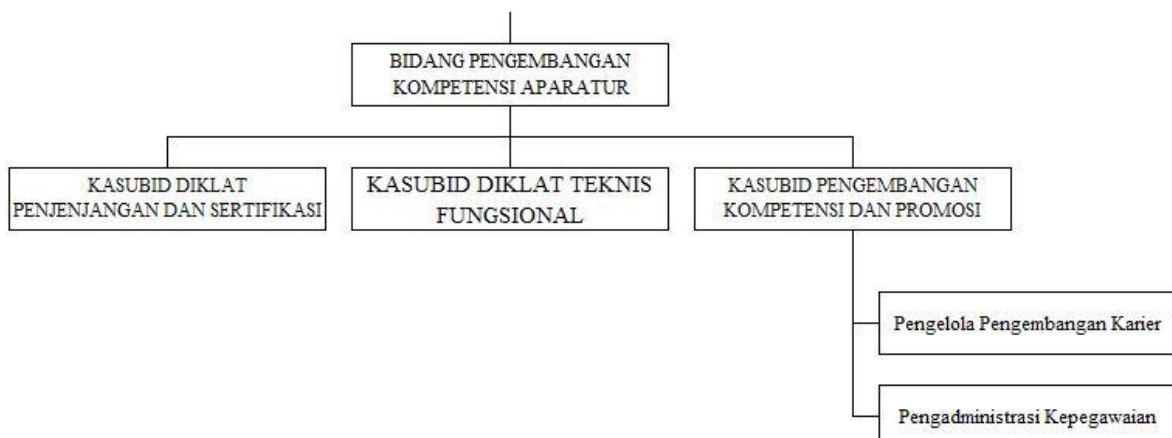 BIDANG PENGEMBANGAN
KOMPETENSI APARATUR
KASUBID DIKLAT
PENJENJANGAN DAN SERTIFIKASI
KASUBID DIKLAT TEKNIS
FUNGSIONAL
KASUBID PENGEMBANGAN
KOMPETENSI DAN PROMOSI
Pengelola Pengembangan Karier
Pengadministrasi Kepegawaian